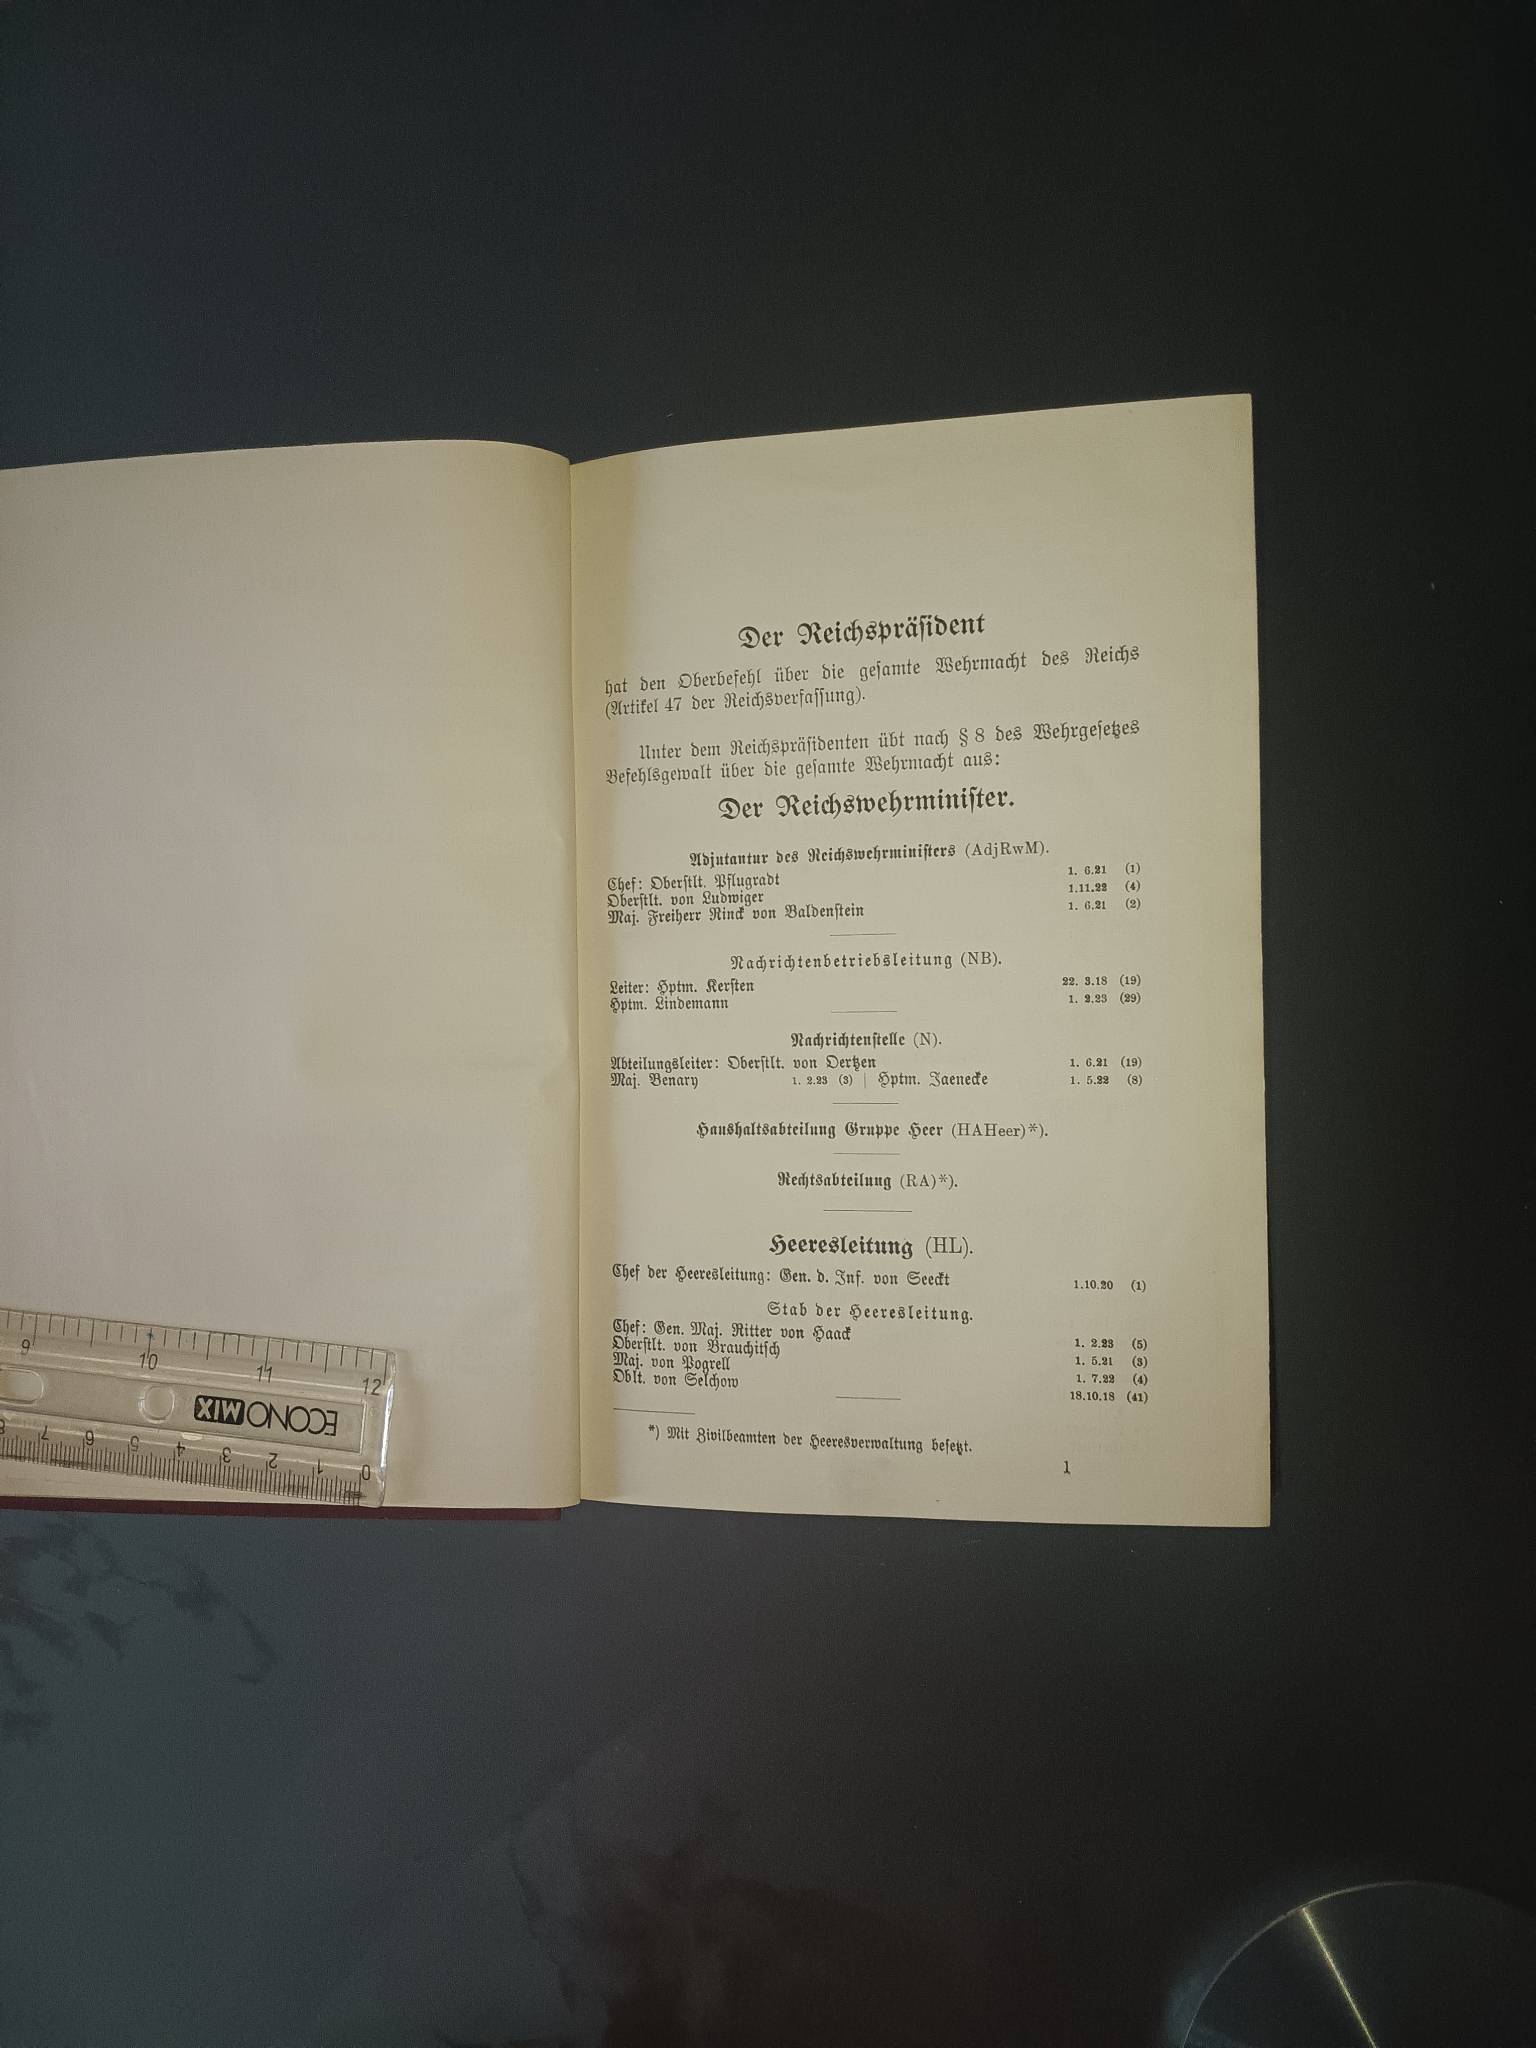 Der Reichspräsident
hat den Oberbefehl über die gesamte Wehrmacht des Reichs
(Artikel 47 der Reichsverfassung).
Unter dem Reichspräsidenten übt nach § 8 des Wehrgesetzes
Befehlsgewalt über die gesamte Wehrmacht aus:
Der Reichswehrminister.
Adjutantur des Reichswehrministers (AdjRwM).
Chef: Oberstlt. Pflugradt 1. 6.21 (1)
Oberstlt. von Ludwiger 1.11.22 (4)
Maj. Freiherr Rinck von Baldenstein 1. 6.21 (2)
Nachrichtenbetriebsleitung (NB).
Leiter: Hptm. Kersten 22. 3.18 (19)
Hptm. Lindemann 1. 2.23 (29)
Nachrichtenstelle (N).
Abteilungsleiter: Oberstlt. von Oertzen 1. 6.21 (19)
Maj. Benary 1. 2.23 (3) | Hptm. Jaenecke 1. 5.22 (8)
Haushaltsabteilung Gruppe Heer (HAHeer)*).
Rechtsabteilung (RA)*).
Heeresleitung (HL).
Chef der Heeresleitung: Gen. d. Inf. von Seeckt 1.10.20 (1)
Stab der Heeresleitung.
Chef: Gen. Maj. Ritter von Haack 1. 2.23 (5)
Oberstlt. von Brauchitsch 1. 5.21 (3)
Maj. von Pogrell 1. 7.22 (4)
Oblt. von Selchow 18.10.18 (41)
*) Mit Zivilbeamten der Heeresverwaltung besetzt.
1
9 10 11 12
ECONOMIX
8 7 6 5 4 3 2 1 0